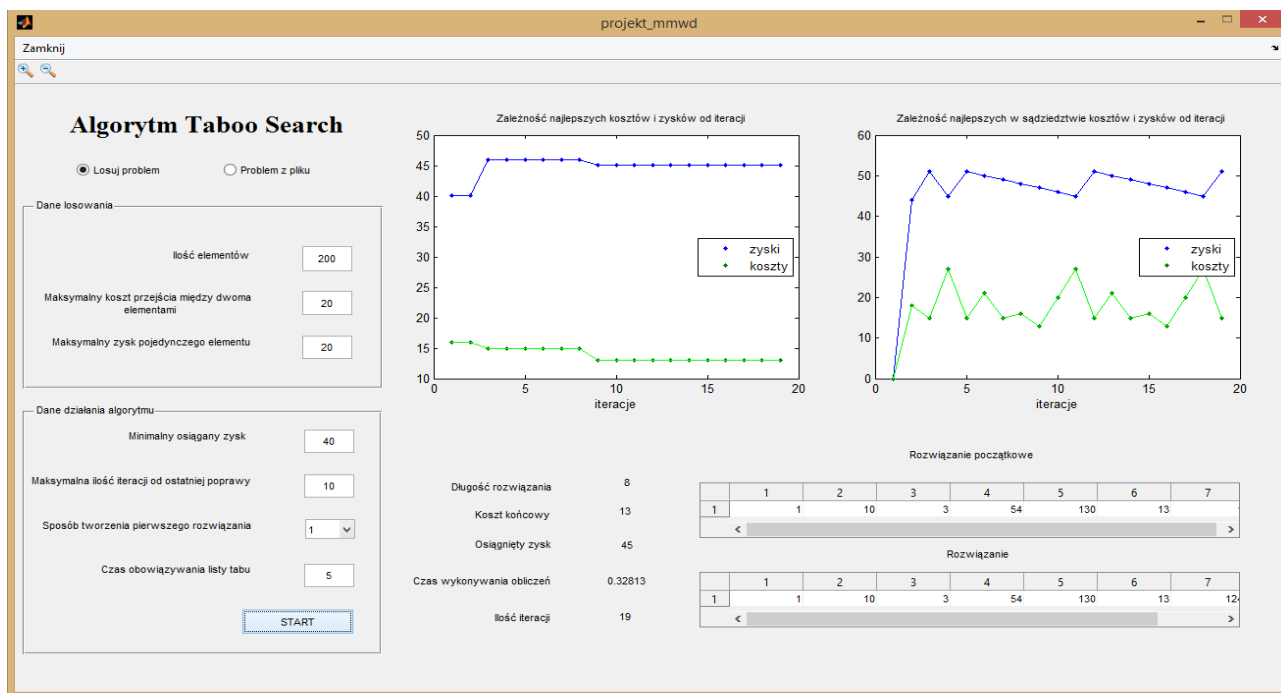 projekt_mmwd
Zamknij
Algorytm Taboo Search
Losuj problem
Problem z pliku
Dane losowania
Ilość elementów
200
Maksymalny koszt przejścia między dwoma
elementami
20
Maksymalny zysk pojedynczego elementu
20
Dane działania algorytmu
Minimalny osiągany zysk
40
Maksymalna ilość iteracji od ostatniej poprawy
10
Sposób tworzenia pierwszego rozwiązania
1
Czas obowiązywania listy tabu
5
START
Zależność najlepszych kosztów i zysków od iteracji
50
45
40
35
30
25
20
15
10
0 5 10 15 20
iteracje
zyski
koszty
Zależność najlepszych w sądziedztwie kosztów i zysków od iteracji
60
50
40
30
20
10
0
0 5 10 15 20
iteracje
zyski
koszty
Długość rozwiązania 8
Koszt końcowy 13
Osiągnięty zysk 45
Czas wykonywania obliczeń 0.32813
Ilość iteracji 19
Rozwiązanie początkowe
1 2 3 4 5 6 7
1 1 10 3 54 130 13
Rozwiązanie
1 2 3 4 5 6 7
1 1 10 3 54 130 13